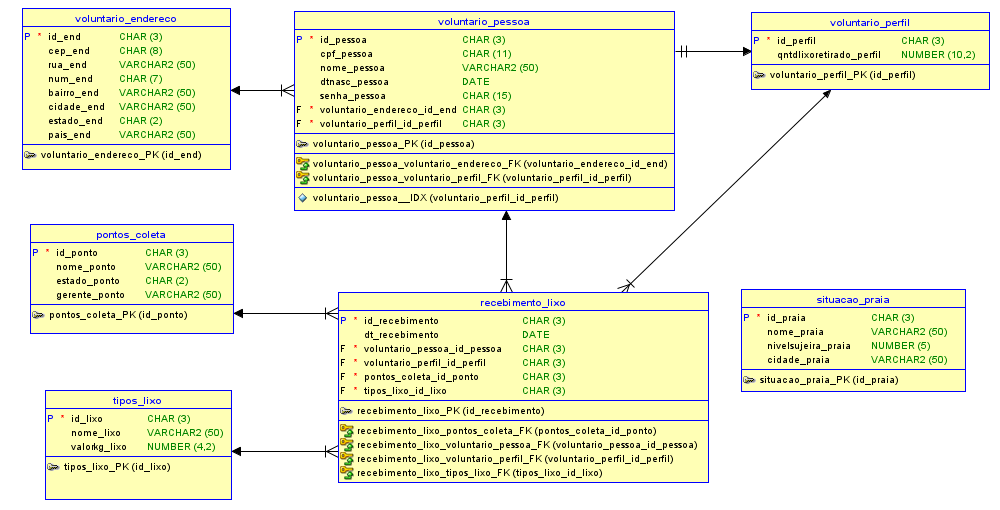 voluntario_endereco
P * id_end CHAR (3)
cep_end CHAR (8)
rua_end VARCHAR2 (50)
num_end CHAR (7)
bairro_end VARCHAR2 (50)
cidade_end VARCHAR2 (50)
estado_end CHAR (2)
pais_end VARCHAR2 (50)
voluntario_endereco_PK (id_end)
voluntario_pessoa
P * id_pessoa CHAR (3)
cpf_pessoa CHAR (11)
nome_pessoa VARCHAR2 (50)
dtnasc_pessoa DATE
senha_pessoa CHAR (15)
F * voluntario_endereco_id_end CHAR (3)
F * voluntario_perfil_id_perfil CHAR (3)
voluntario_pessoa_PK (id_pessoa)
voluntario_pessoa_voluntario_endereco_FK (voluntario_endereco_id_end)
voluntario_pessoa_voluntario_perfil_FK (voluntario_perfil_id_perfil)
voluntario_pessoa__IDX (voluntario_perfil_id_perfil)
voluntario_perfil
P * id_perfil CHAR (3)
qntdlixoretirado_perfil NUMBER (10,2)
voluntario_perfil_PK (id_perfil)
pontos_coleta
P * id_ponto CHAR (3)
nome_ponto VARCHAR2 (50)
estado_ponto CHAR (2)
gerente_ponto VARCHAR2 (50)
pontos_coleta_PK (id_ponto)
recebimento_lixo
P * id_recebimento CHAR (3)
dt_recebimento DATE
F * voluntario_pessoa_id_pessoa CHAR (3)
F * voluntario_perfil_id_perfil CHAR (3)
F * pontos_coleta_id_ponto CHAR (3)
F * tipos_lixo_id_lixo CHAR (3)
recebimento_lixo_PK (id_recebimento)
recebimento_lixo_pontos_coleta_FK (pontos_coleta_id_ponto)
recebimento_lixo_voluntario_pessoa_FK (voluntario_pessoa_id_pessoa)
recebimento_lixo_voluntario_perfil_FK (voluntario_perfil_id_perfil)
recebimento_lixo_tipos_lixo_FK (tipos_lixo_id_lixo)
situacao_praia
P * id_praia CHAR (3)
nome_praia VARCHAR2 (50)
nivelsujeira_praia NUMBER (5)
cidade_praia VARCHAR2 (50)
situacao_praia_PK (id_praia)
tipos_lixo
P * id_lixo CHAR (3)
nome_lixo VARCHAR2 (50)
valorkg_lixo NUMBER (4,2)
tipos_lixo_PK (id_lixo)